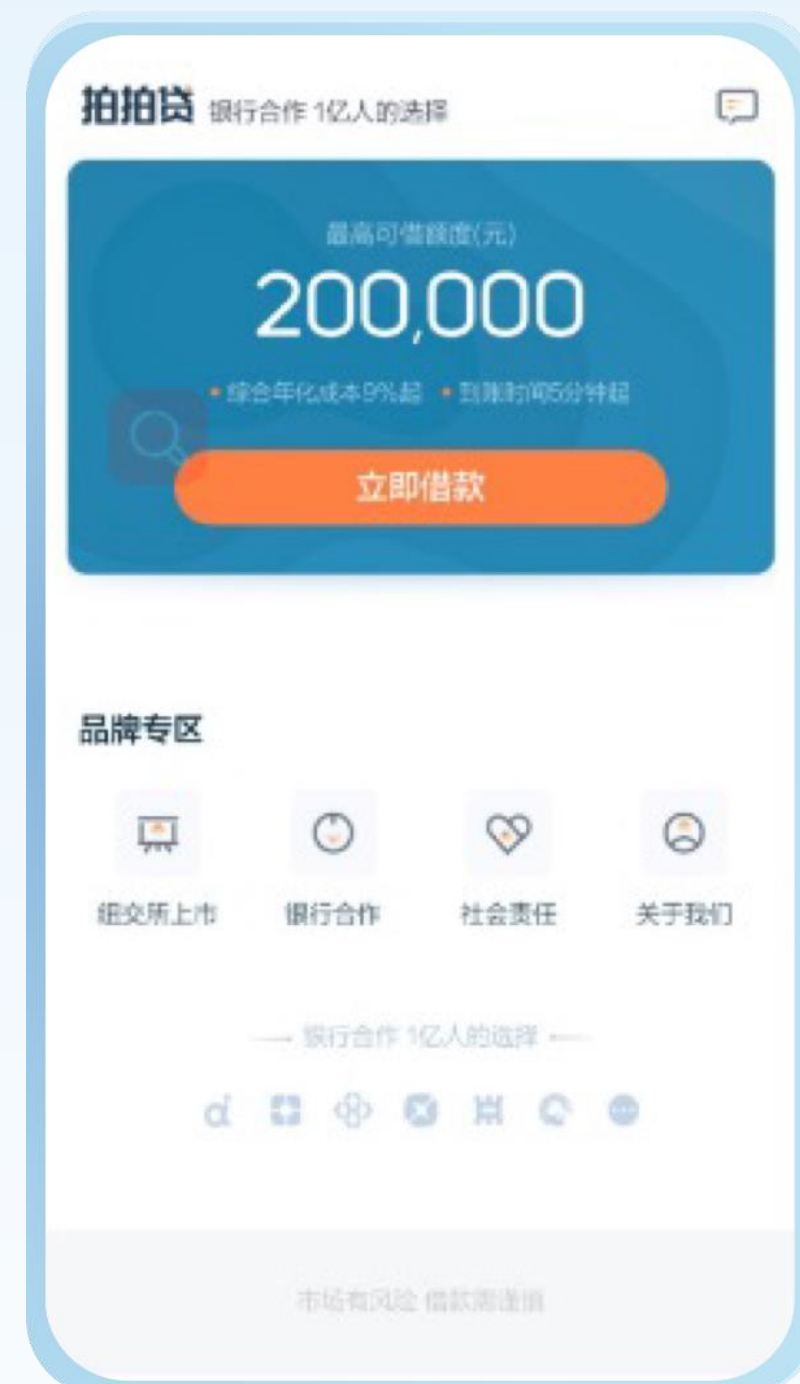 拍拍贷 银行合作 1亿人的选择
最高可借额度(元)
200,000
综合年化成本9%起 到账时间5分钟起
立即借款
品牌专区
纽交所上市 银行合作 社会责任 关于我们
银行合作 1亿人的选择
市场有风险 借款需谨慎